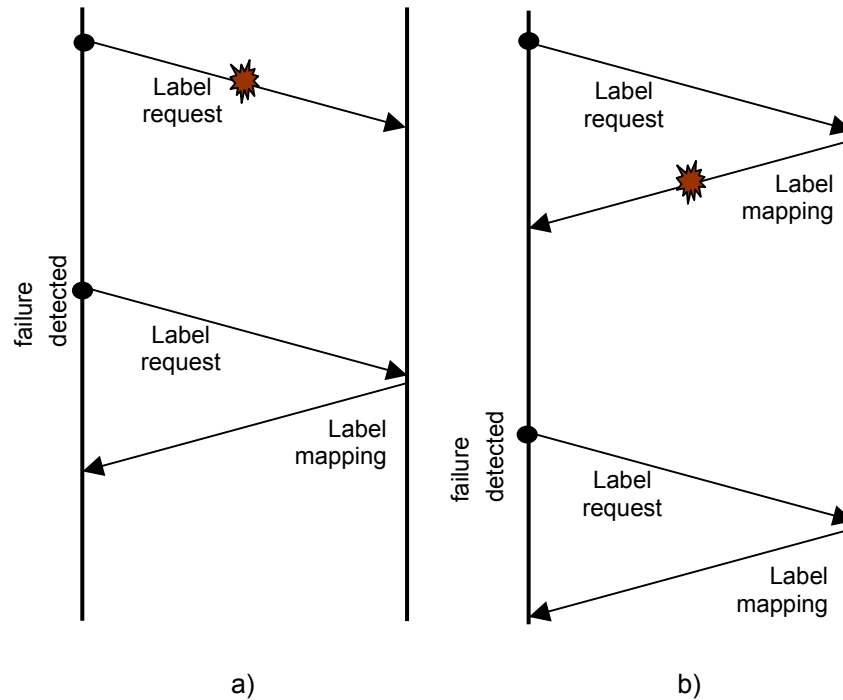 Label
request
failure
detected
Label
request
Label
mapping
a)
Label
request
Label
mapping
failure
detected
Label
request
Label
mapping
b)